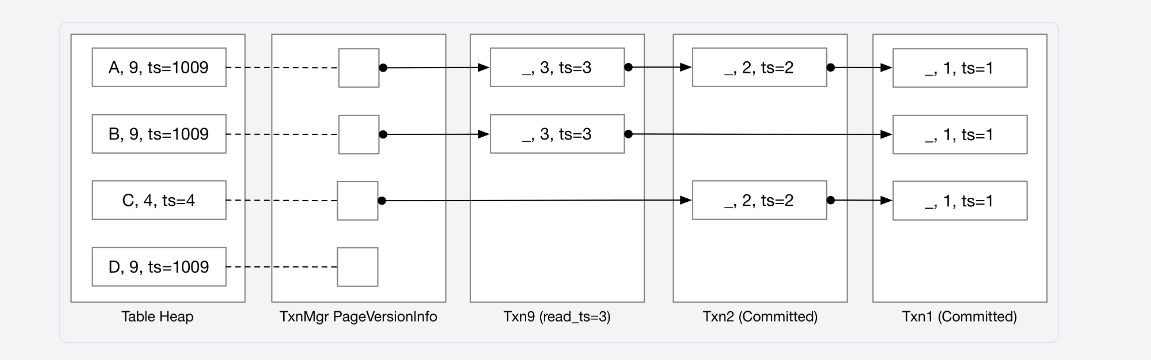 A, 9, ts=1009
_, 3, ts=3
_, 2, ts=2
_, 1, ts=1
B, 9, ts=1009
_, 3, ts=3
_, 1, ts=1
C, 4, ts=4
_, 2, ts=2
_, 1, ts=1
D, 9, ts=1009
Table Heap
TxnMgr PageVersionInfo
Txn9 (read_ts=3)
Txn2 (Committed)
Txn1 (Committed)